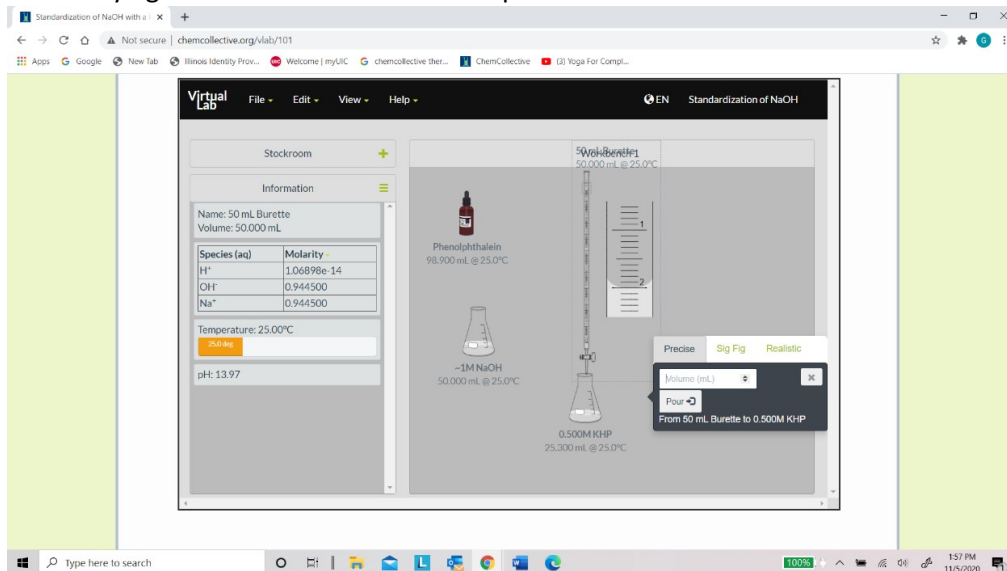 Standardization of NaOH with a
Not secure | chemcollective.org/vlab/101
Apps Google New Tab Illinois Identity Prov... Welcome | myUIC chemcollective ther... ChemCollective (3) Yoga For Compl...
Virtual Lab File Edit View Help EN Standardization of NaOH
Stockroom
Information
Name: 50 mL Burette
Volume: 50.000 mL
Species (aq) Molarity
H⁺ 1.06898e-14
OH⁻ 0.944500
Na⁺ 0.944500
Temperature: 25.00°C
25.0 deg
pH: 13.97
Workbench 1
50 mL Burette
50.000 mL @ 25.0°C
1
2
Phenolphthalein
98.900 mL @ 25.0°C
~1M NaOH
50.000 mL @ 25.0°C
0.500M KHP
25.300 mL @ 25.0°C
Precise Sig Fig Realistic
Volume (mL)
Pour
From 50 mL Burette to 0.500M KHP
Type here to search
100%
1:57 PM
11/5/2020